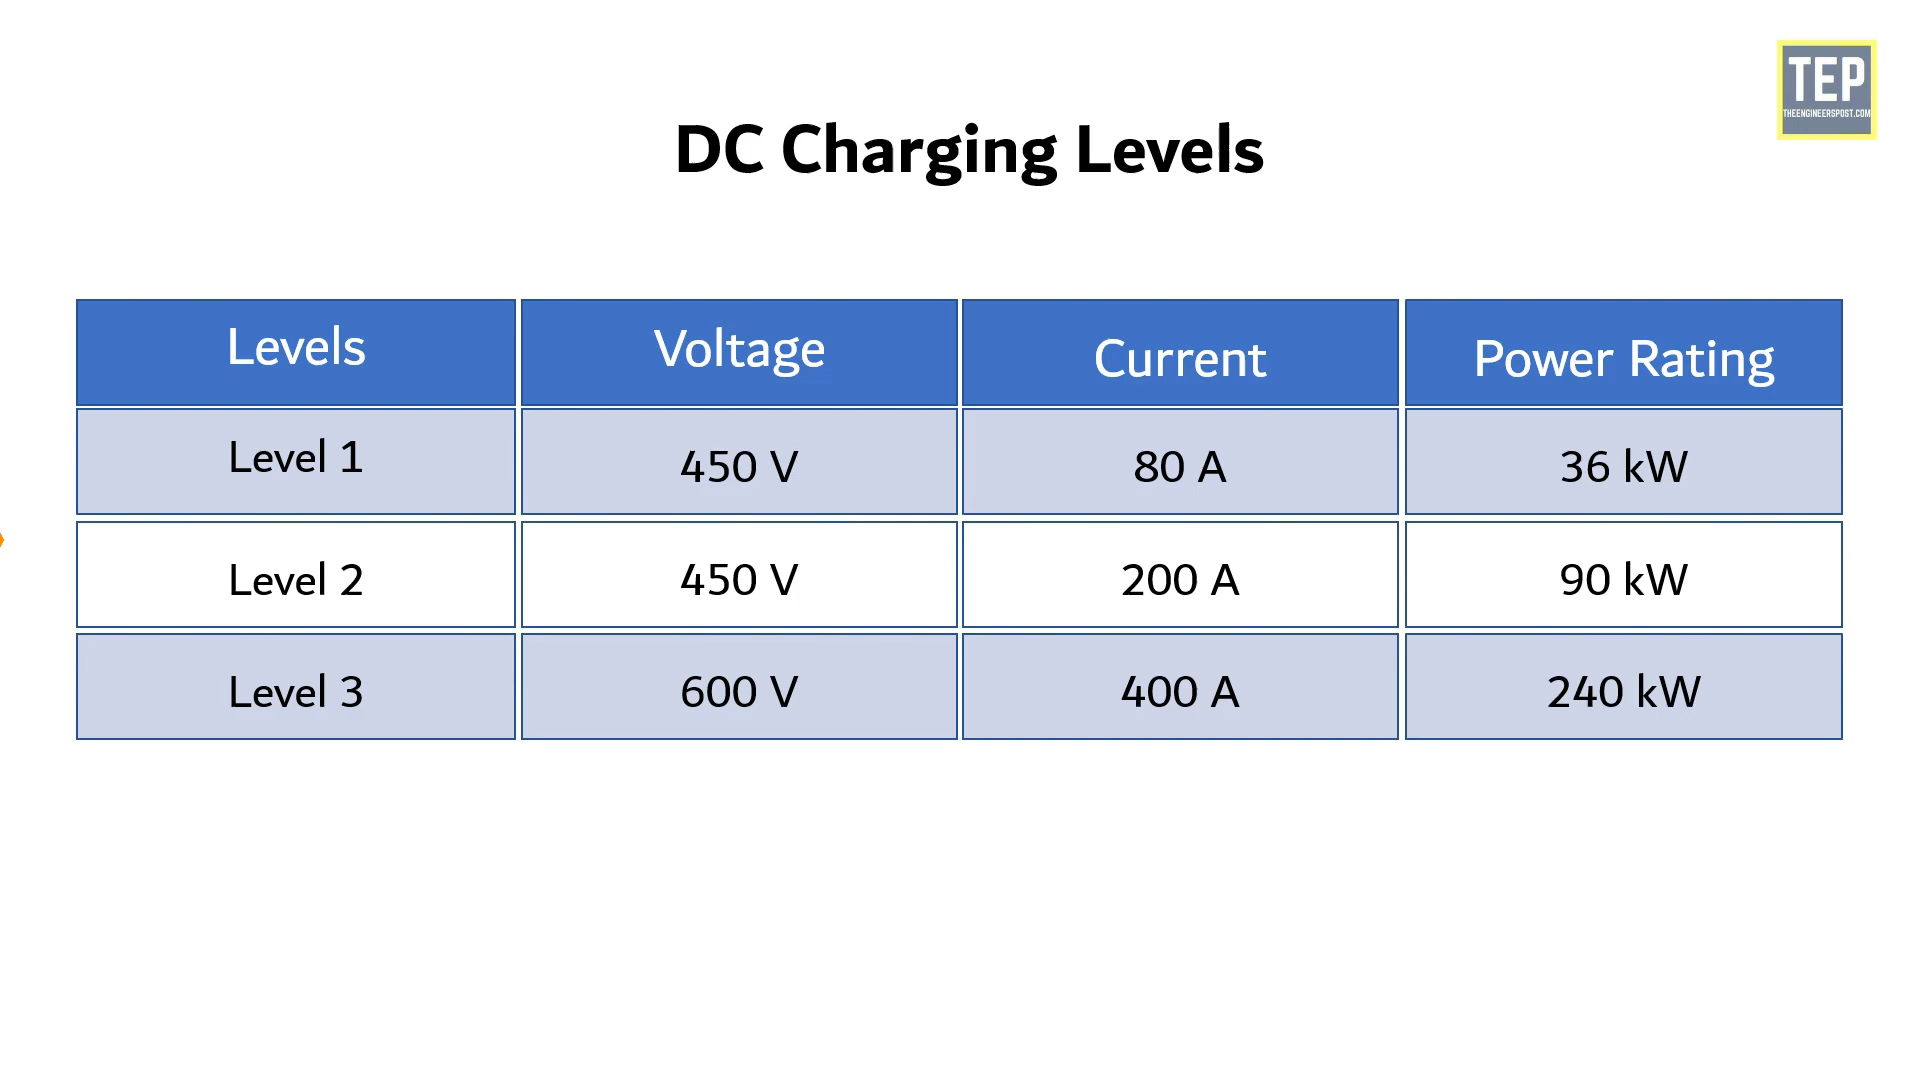 TEP
THEENGINEERSPOST.COM
DC Charging Levels
Levels Voltage Current Power Rating
Level 1 450 V 80 A 36 kW
Level 2 450 V 200 A 90 kW
Level 3 600 V 400 A 240 kW